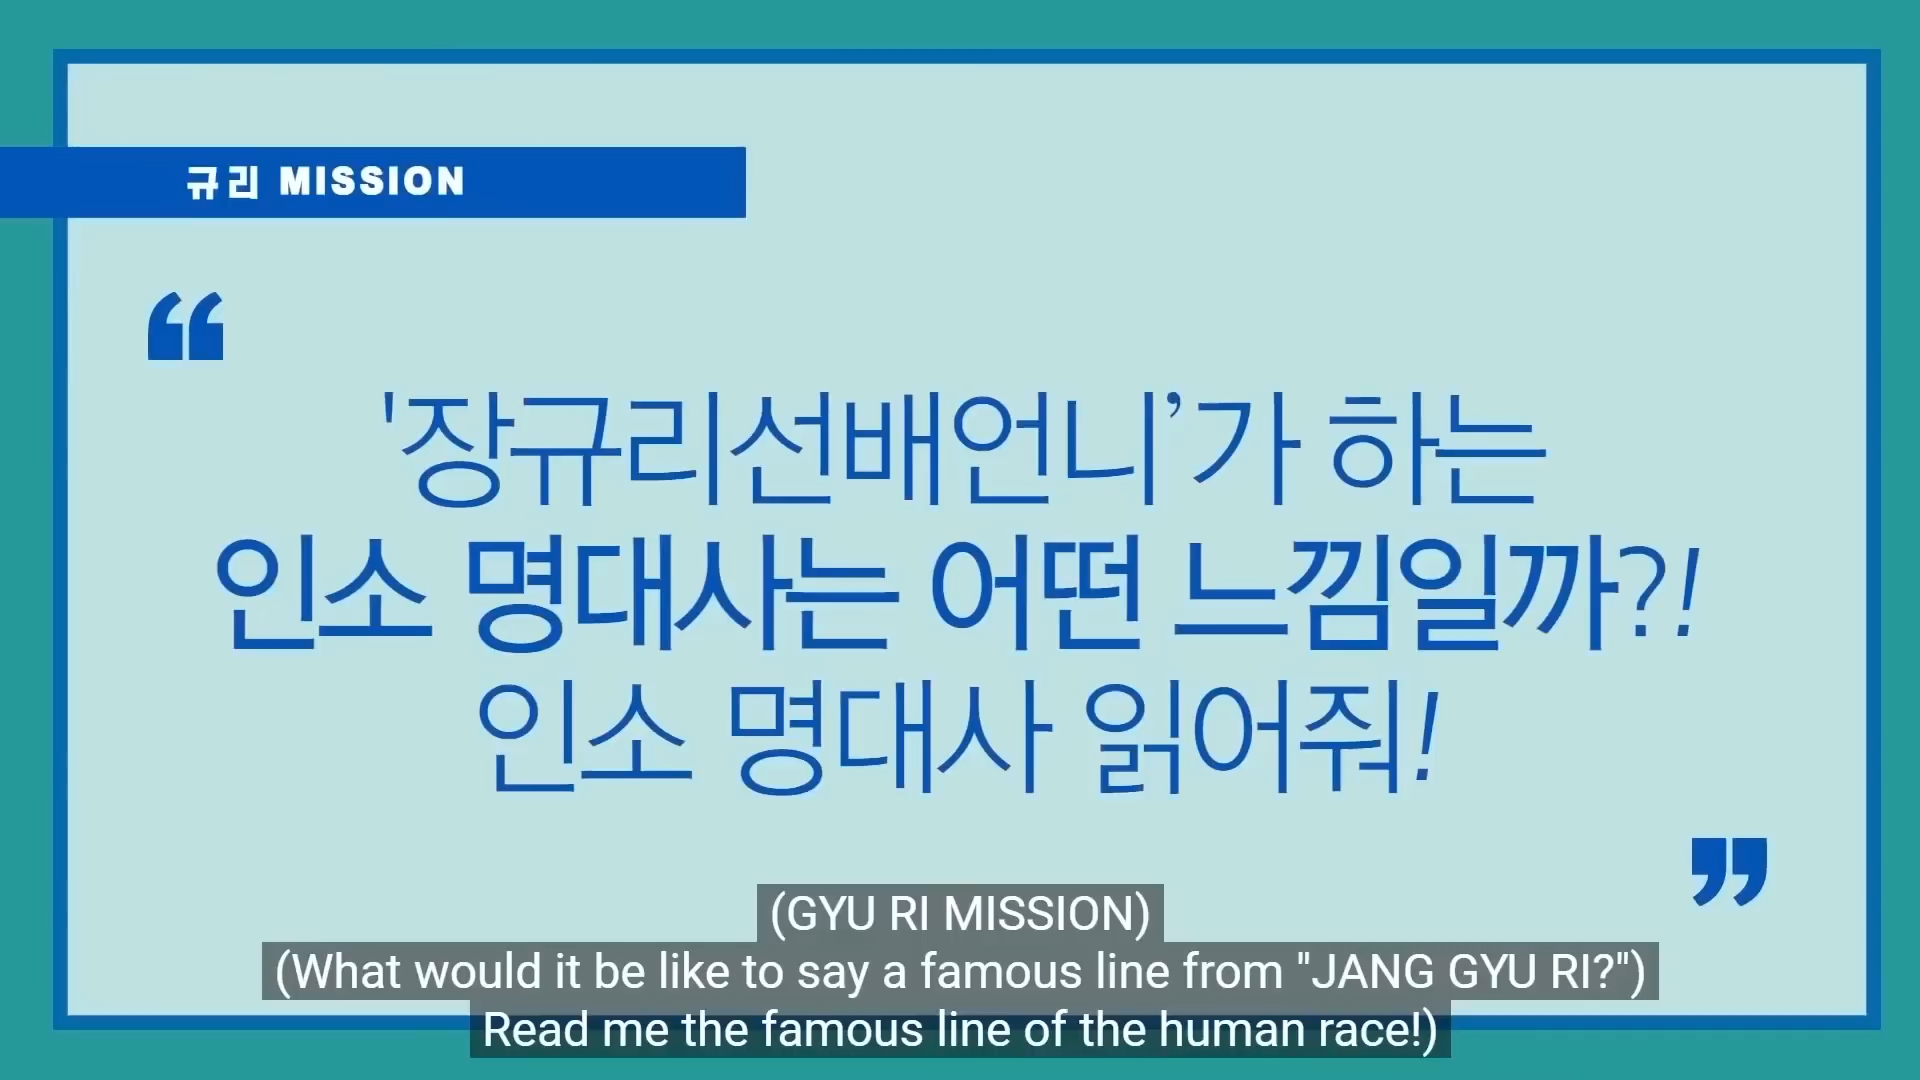 규리 MISSION
“
'장규리선배언니’가 하는
인소 명대사는 어떤 느낌일까?!
인소 명대사 읽어줘!
”
(GYU RI MISSION)
(What would it be like to say a famous line from "JANG GYU RI?")
Read me the famous line of the human race!)